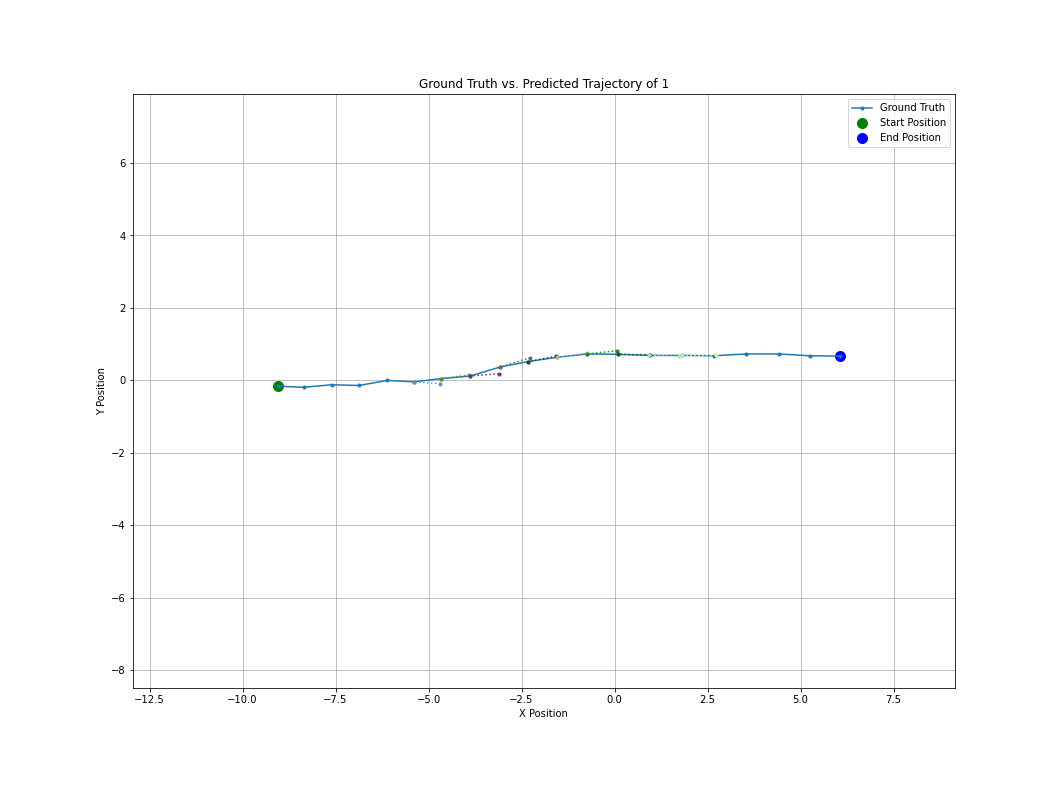 Ground Truth vs. Predicted Trajectory of 1
Ground Truth
Start Position
End Position
6
4
2
0
−2
−4
−6
−8
Y Position
−12.5 −10.0 −7.5 −5.0 −2.5 0.0 2.5 5.0 7.5
X Position